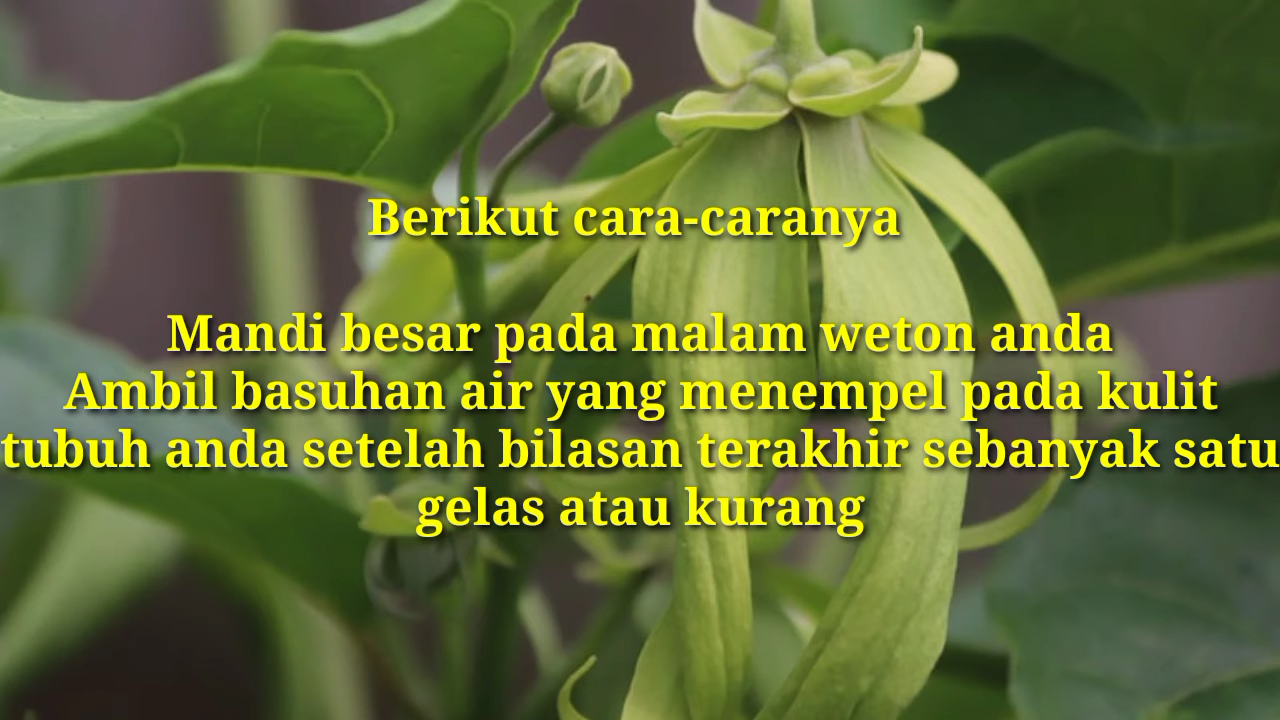 Berikut cara-caranya
Mandi besar pada malam weton anda
Ambil basuhan air yang menempel pada kulit
tubuh anda setelah bilasan terakhir sebanyak satu
gelas atau kurang